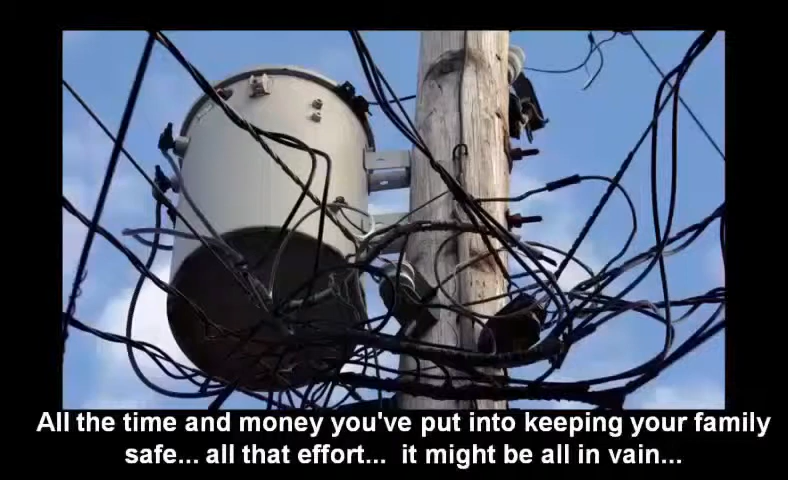 All the time and money you've put into keeping your family
safe... all that effort...  it might be all in vain...